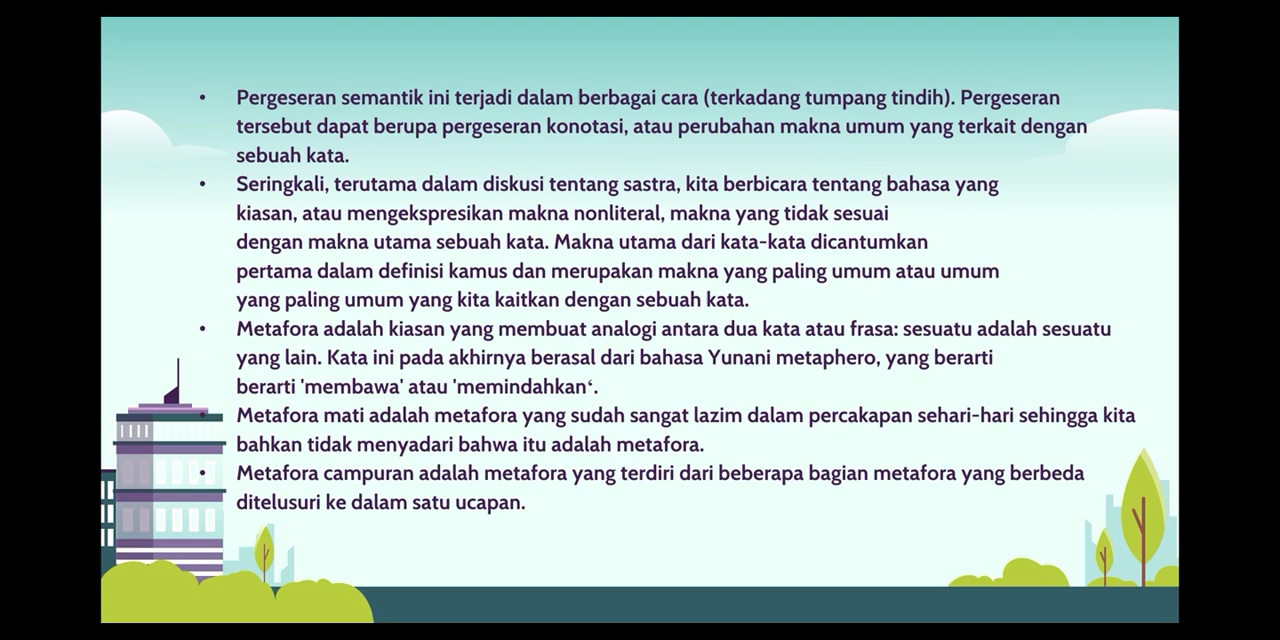 • Pergeseran semantik ini terjadi dalam berbagai cara (terkadang tumpang tindih). Pergeseran
tersebut dapat berupa pergeseran konotasi, atau perubahan makna umum yang terkait dengan
sebuah kata.
• Seringkali, terutama dalam diskusi tentang sastra, kita berbicara tentang bahasa yang
kiasan, atau mengekspresikan makna nonliteral, makna yang tidak sesuai
dengan makna utama sebuah kata. Makna utama dari kata-kata dicantumkan
pertama dalam definisi kamus dan merupakan makna yang paling umum atau umum
yang paling umum yang kita kaitkan dengan sebuah kata.
• Metafora adalah kiasan yang membuat analogi antara dua kata atau frasa: sesuatu adalah sesuatu
yang lain. Kata ini pada akhirnya berasal dari bahasa Yunani metaphero, yang berarti
berarti 'membawa' atau 'memindahkan‘.
• Metafora mati adalah metafora yang sudah sangat lazim dalam percakapan sehari-hari sehingga kita
bahkan tidak menyadari bahwa itu adalah metafora.
• Metafora campuran adalah metafora yang terdiri dari beberapa bagian metafora yang berbeda
ditelusuri ke dalam satu ucapan.